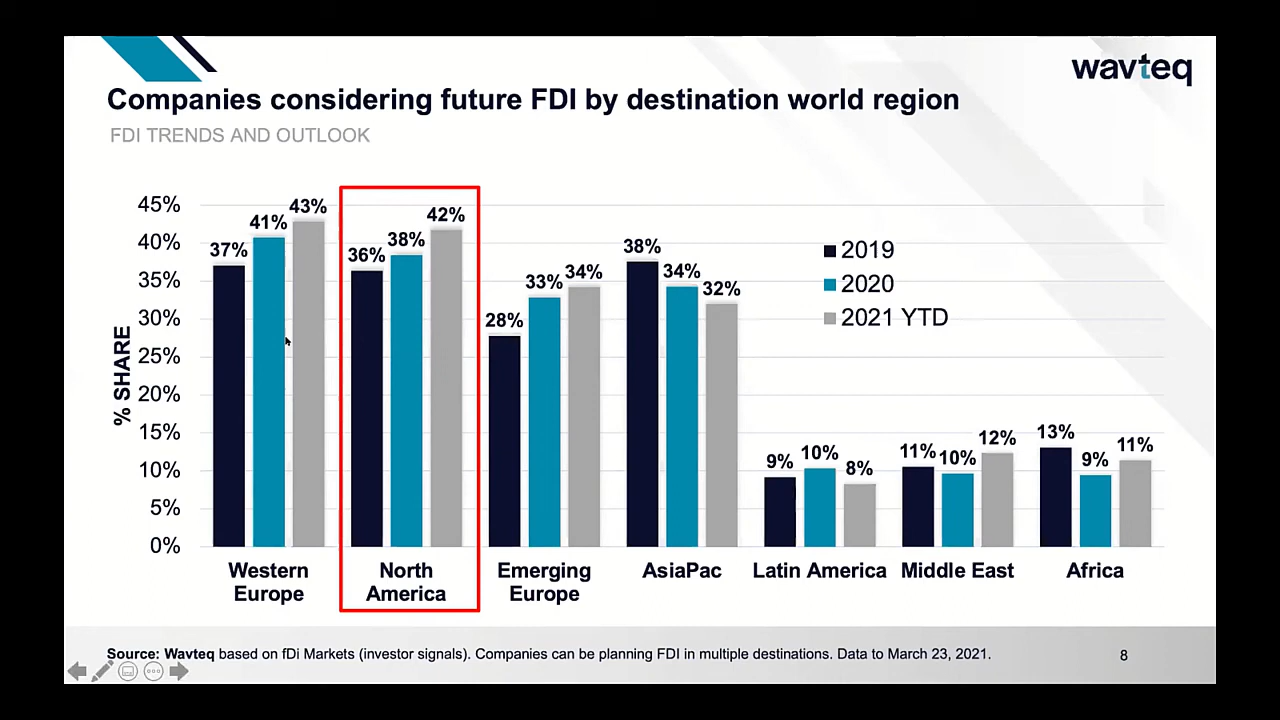 wavteq
Companies considering future FDI by destination world region
FDI TRENDS AND OUTLOOK
% SHARE
45%
40%
35%
30%
25%
20%
15%
10%
5%
0%
37% 41% 43%
36% 38% 42%
28% 33% 34%
38% 34% 32%
9% 10% 8%
11% 10% 12%
13% 9% 11%
2019
2020
2021 YTD
Western
Europe
North
America
Emerging
Europe
AsiaPac
Latin America
Middle East
Africa
Source: Wavteq based on fDi Markets (investor signals). Companies can be planning FDI in multiple destinations. Data to March 23, 2021.
8